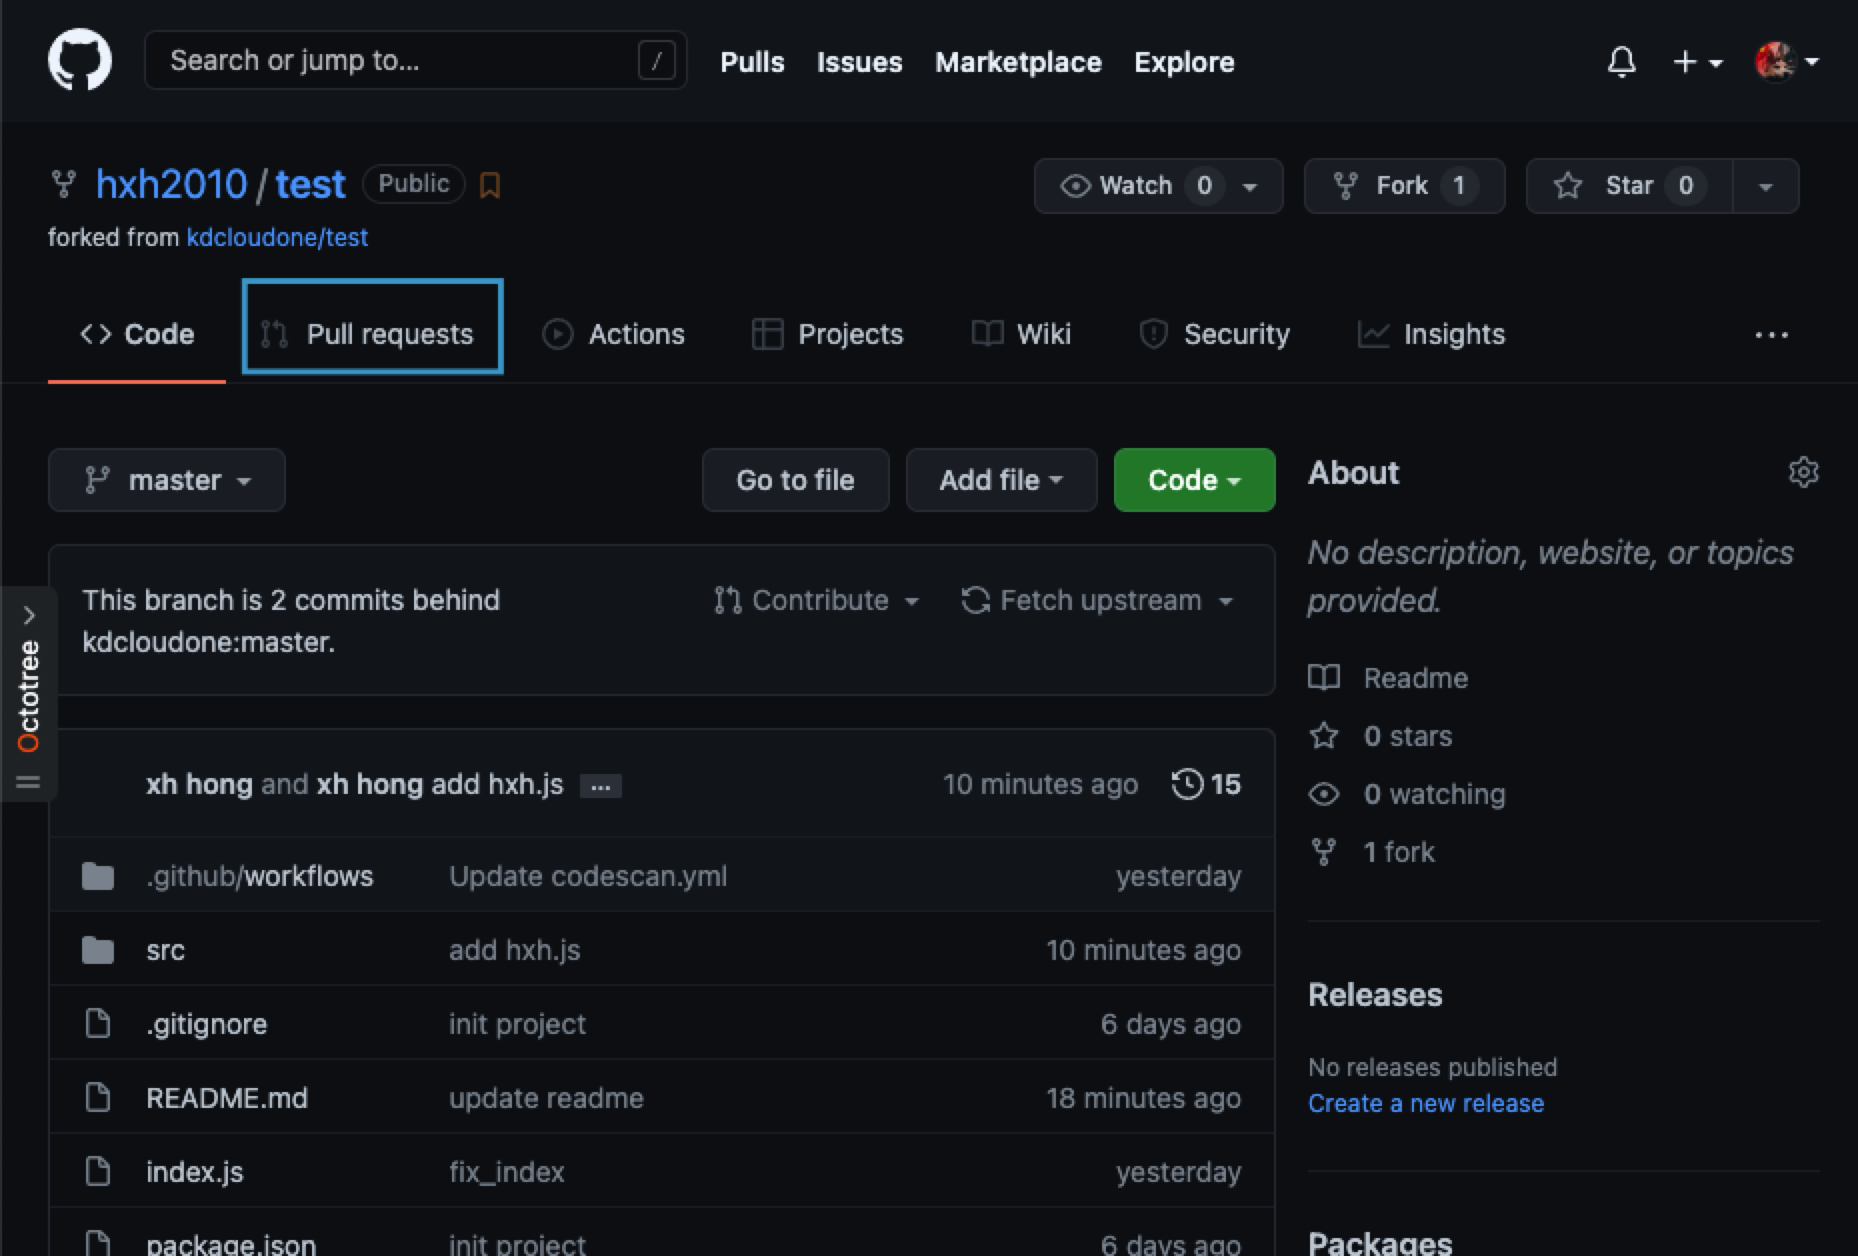 Search or jump to... / Pulls Issues Marketplace Explore
hxh2010 / test Public Watch 0 Fork 1 Star 0
forked from kdcloudone/test
Code Pull requests Actions Projects Wiki Security Insights ...
master Go to file Add file Code
This branch is 2 commits behind
kdcloudone:master.
Contribute Fetch upstream
Octotree
xh hong and xh hong add hxh.js ... 10 minutes ago 15
.github/workflows Update codescan.yml yesterday
src add hxh.js 10 minutes ago
.gitignore init project 6 days ago
README.md update readme 18 minutes ago
index.js fix_index yesterday
package.json init project 6 days ago
About
No description, website, or topics
provided.
Readme
0 stars
0 watching
1 fork
Releases
No releases published
Create a new release
Packages